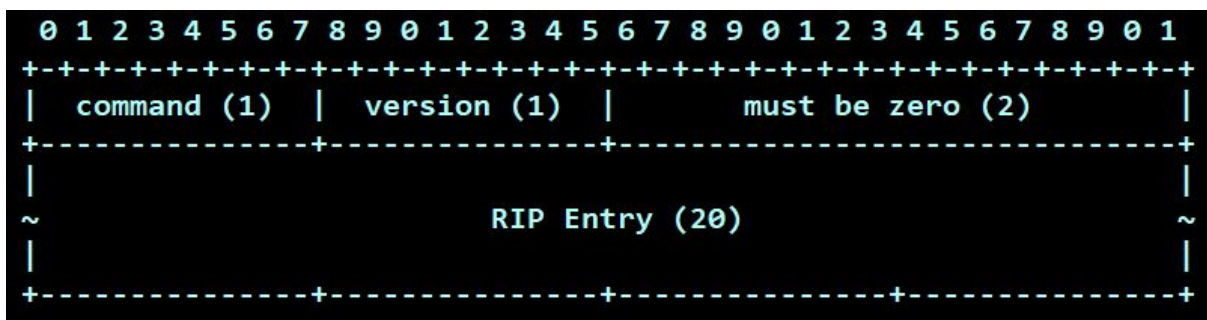 0 1 2 3 4 5 6 7 8 9 0 1 2 3 4 5 6 7 8 9 0 1 2 3 4 5 6 7 8 9 0 1
+-+-+-+-+-+-+-+-+-+-+-+-+-+-+-+-+-+-+-+-+-+-+-+-+-+-+-+-+-+-+-+-+
|  command (1)  |  version (1)  |       must be zero (2)        |
+---------------+---------------+-------------------------------+
|                                                               |
~                         RIP Entry (20)                        ~
|                                                               |
+---------------+---------------+---------------+---------------+